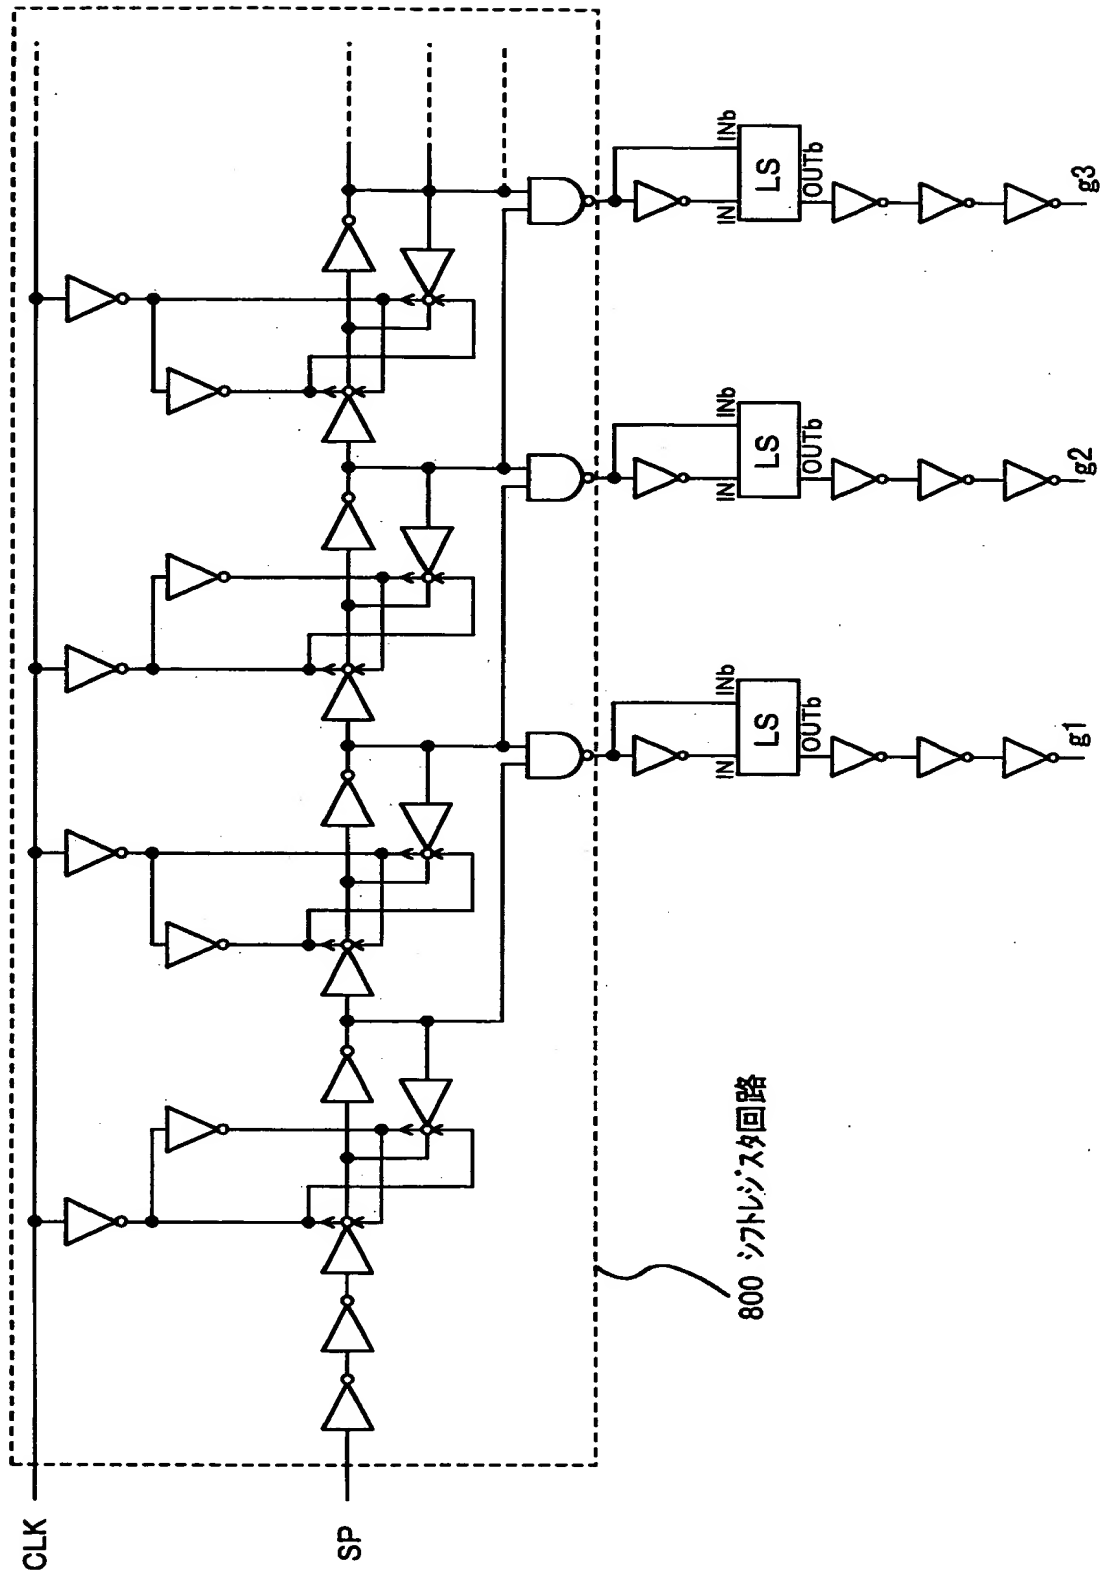 CLK
SP
800 シフトレジスタ回路
IN
INb
LS
OUTb
g1
IN
INb
LS
OUTb
g2
IN
INb
LS
OUTb
g3